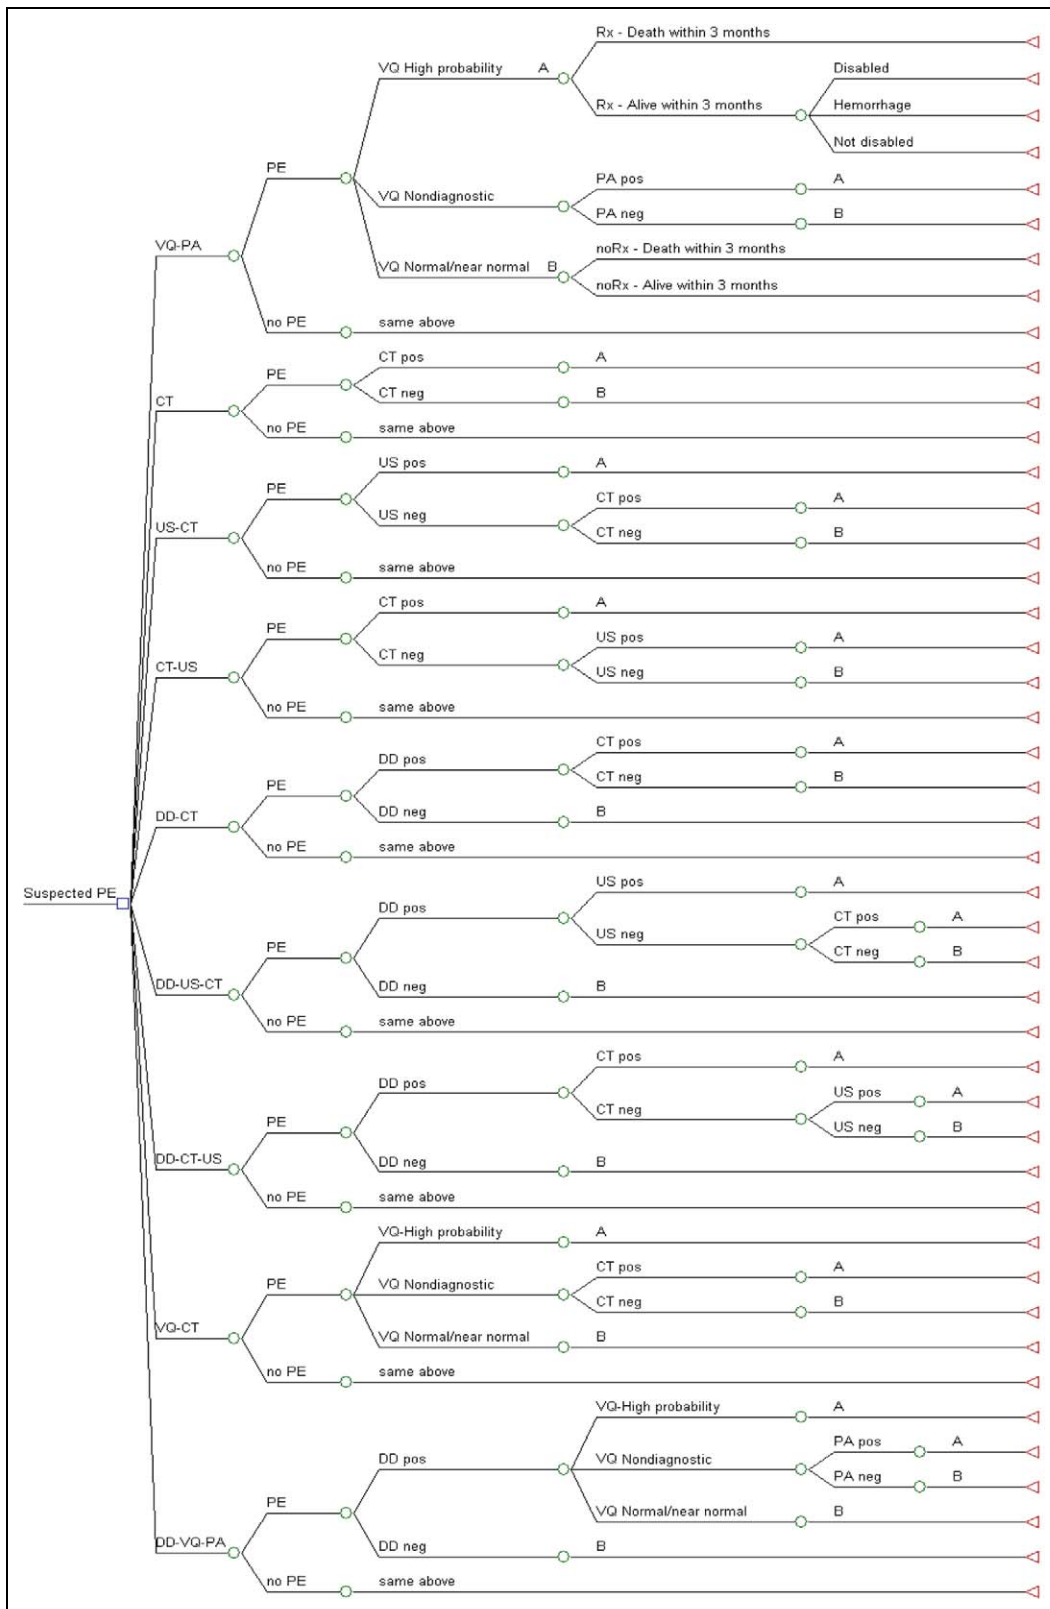 Rx - Death within 3 months
VQ High probability A
Disabled
Rx - Alive within 3 months
Hemorrhage
Not disabled
PE
PA pos A
VQ Nondiagnostic
PA neg B
VQ-PA
noRx - Death within 3 months
VQ Normal/near normal B
noRx - Alive within 3 months
no PE same above
CT pos A
PE
CT neg B
CT
no PE same above
US pos A
PE
CT pos A
US neg
CT neg B
US-CT
no PE same above
CT pos A
PE
US pos A
CT neg
US neg B
CT-US
no PE same above
CT pos A
DD pos
CT neg B
PE
DD neg B
DD-CT
no PE same above
US pos A
Suspected PE
DD pos
CT pos A
US neg
CT neg B
PE
DD neg B
DD-US-CT
no PE same above
CT pos A
DD pos
US pos A
CT neg
US neg B
PE
DD neg B
DD-CT-US
no PE same above
VQ-High probability A
CT pos A
PE
VQ Nondiagnostic
CT neg B
VQ-CT
VQ Normal/near normal B
no PE same above
VQ-High probability A
PA pos A
DD pos
VQ Nondiagnostic
PA neg B
PE
VQ Normal/near normal B
DD-VQ-PA
DD neg B
no PE same above